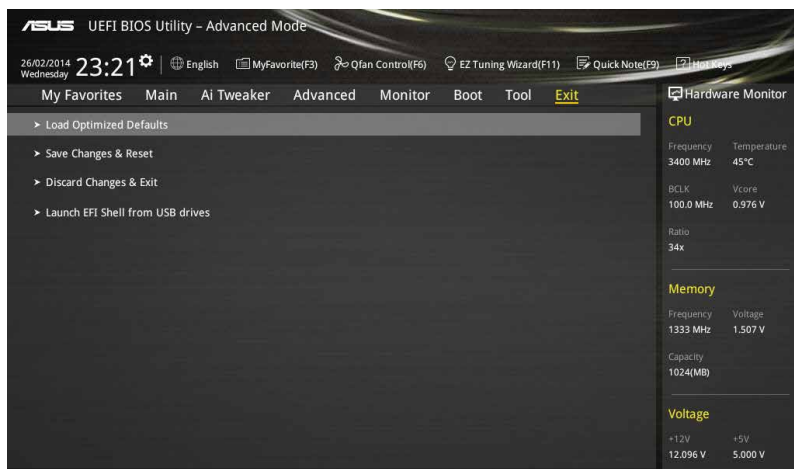 ASUS UEFI BIOS Utility – Advanced Mode
26/02/2014
Wednesday
23:21
English
MyFavorite(F3)
Qfan Control(F6)
EZ Tuning Wizard(F11)
Quick Note(F9)
? Hot Keys
My Favorites Main Ai Tweaker Advanced Monitor Boot Tool Exit
Hardware Monitor
> Load Optimized Defaults
> Save Changes & Reset
> Discard Changes & Exit
> Launch EFI Shell from USB drives
CPU
Frequency Temperature
3400 MHz 45°C
BCLK Vcore
100.0 MHz 0.976 V
Ratio
34x
Memory
Frequency Voltage
1333 MHz 1.507 V
Capacity
1024(MB)
Voltage
+12V +5V
12.096 V 5.000 V